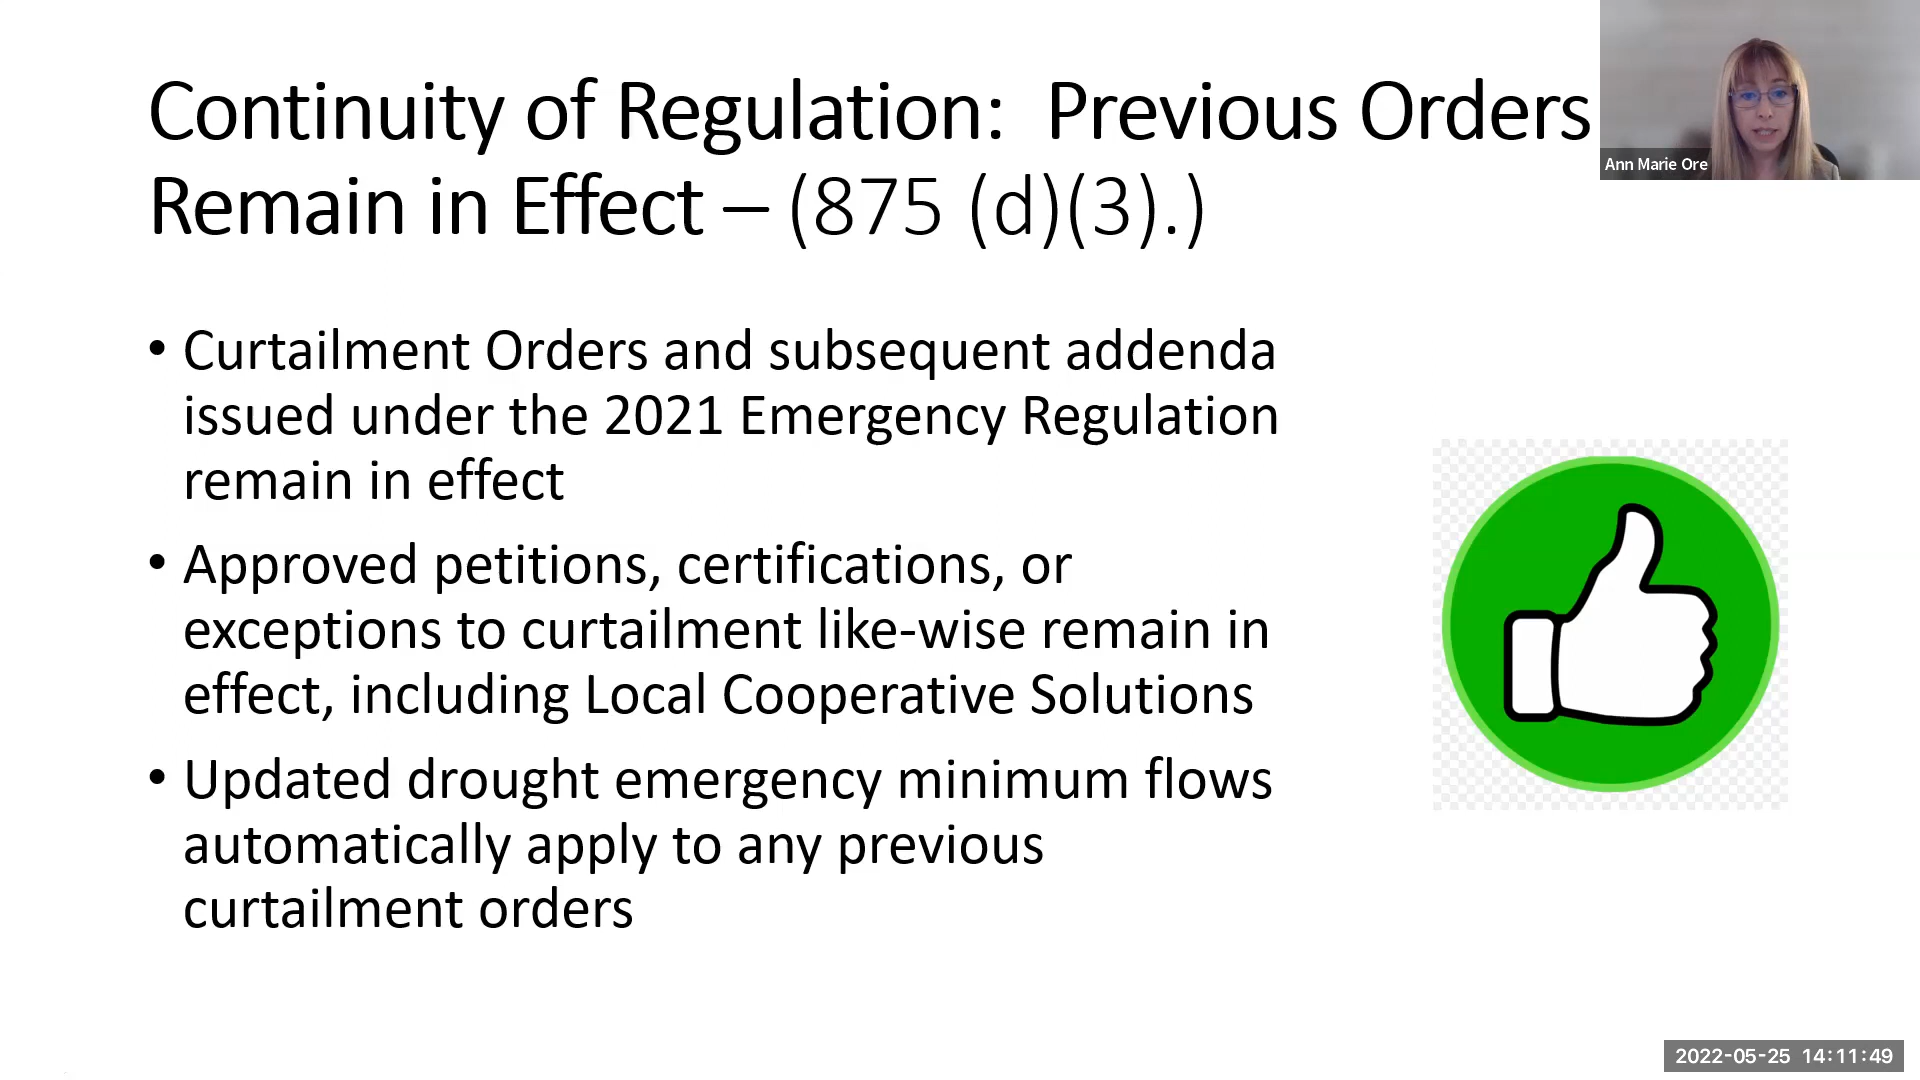 Continuity of Regulation:  Previous Orders
Remain in Effect – (875 (d)(3).)
Ann Marie Ore
• Curtailment Orders and subsequent addenda
issued under the 2021 Emergency Regulation
remain in effect
• Approved petitions, certifications, or
exceptions to curtailment like-wise remain in
effect, including Local Cooperative Solutions
• Updated drought emergency minimum flows
automatically apply to any previous
curtailment orders
2022-05-25 14:11:49